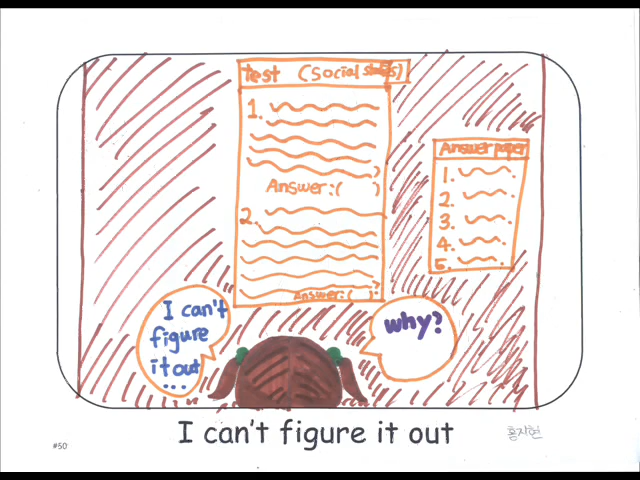 test (Social studies)
1.
Answer:( )
2.
?
Answer:( )
Answer paper
1.
2.
3.
4.
5.
I can't
figure
it out
...
why?
I can't figure it out
#50
홍지현